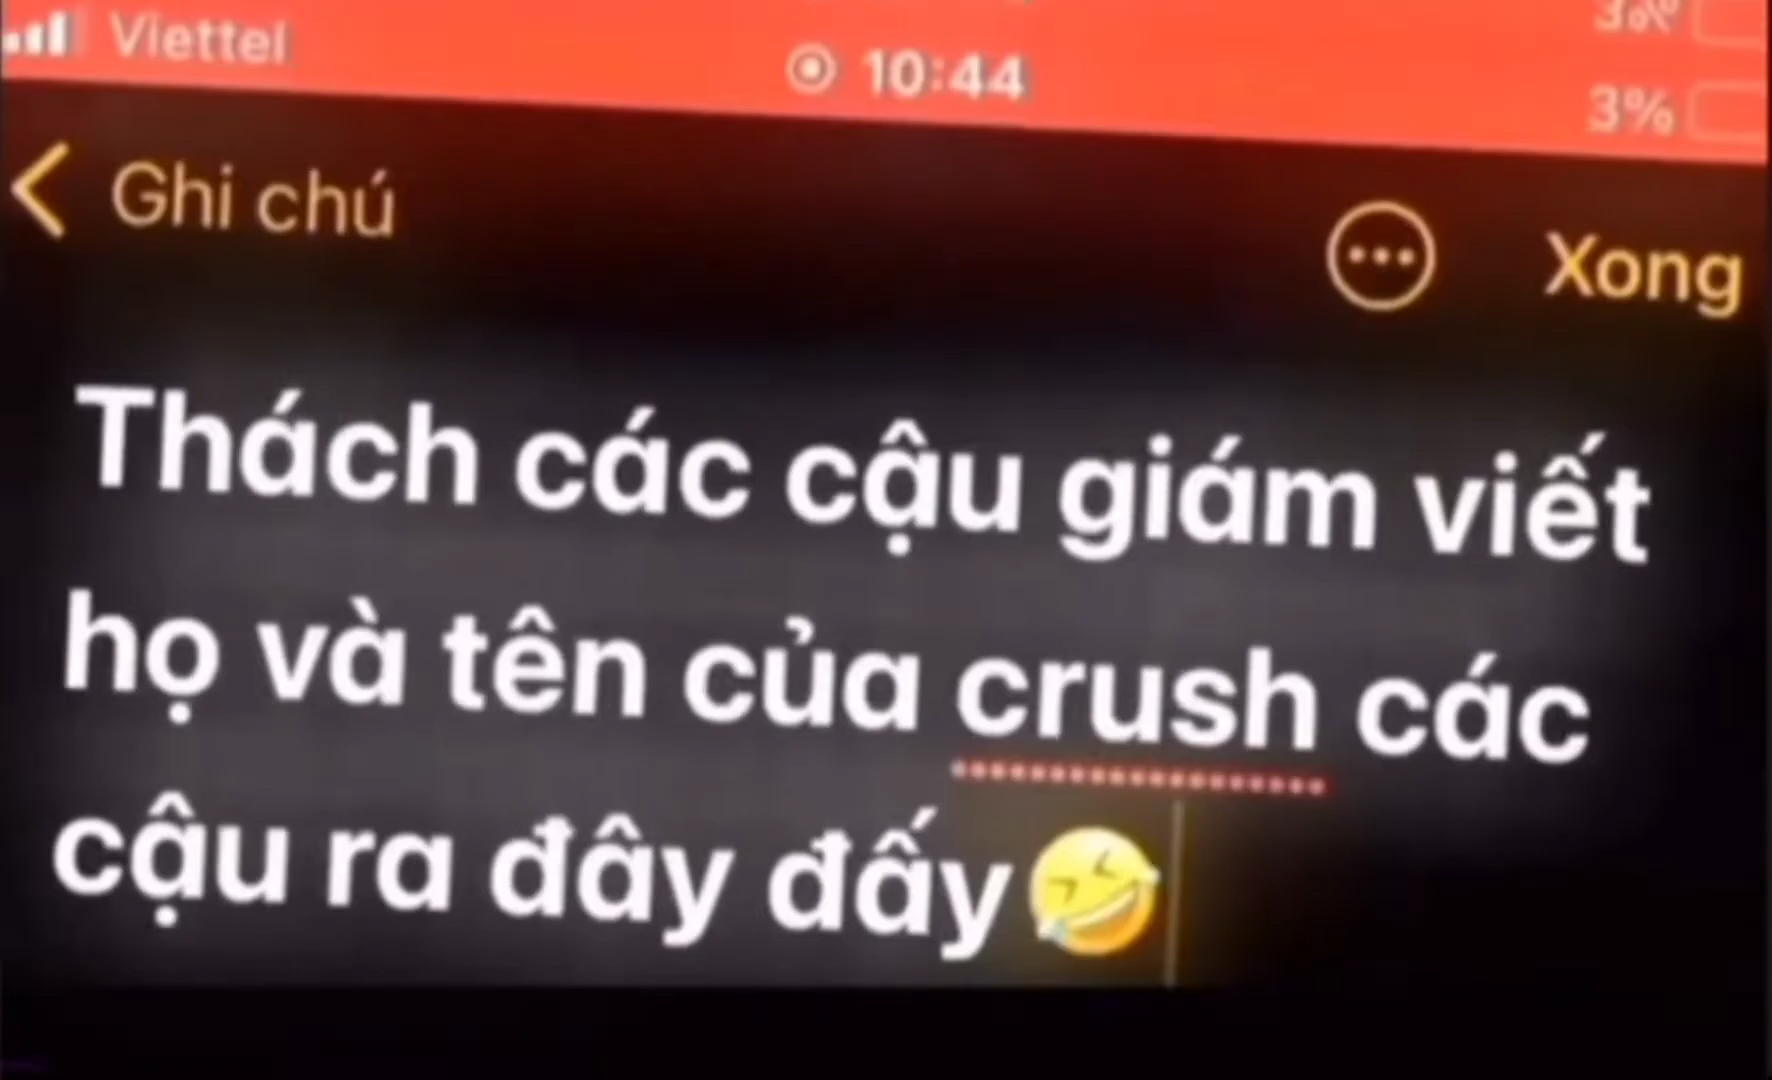 Viettel
10:44
3%
Ghi chú
Xong
Thách các cậu giám viết
họ và tên của crush các
cậu ra đây đấy🤣